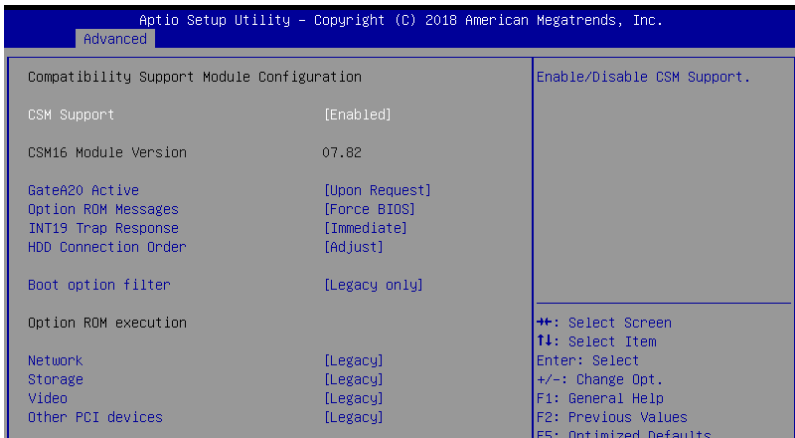 Aptio Setup Utility – Copyright (C) 2018 American Megatrends, Inc.
Advanced
Compatibility Support Module Configuration
CSM Support [Enabled]
CSM16 Module Version 07.82
GateA20 Active [Upon Request]
Option ROM Messages [Force BIOS]
INT19 Trap Response [Immediate]
HDD Connection Order [Adjust]
Boot option filter [Legacy only]
Option ROM execution
Network [Legacy]
Storage [Legacy]
Video [Legacy]
Other PCI devices [Legacy]
Enable/Disable CSM Support.
→←: Select Screen
↑↓: Select Item
Enter: Select
+/-: Change Opt.
F1: General Help
F2: Previous Values
F5: Optimized Defaults